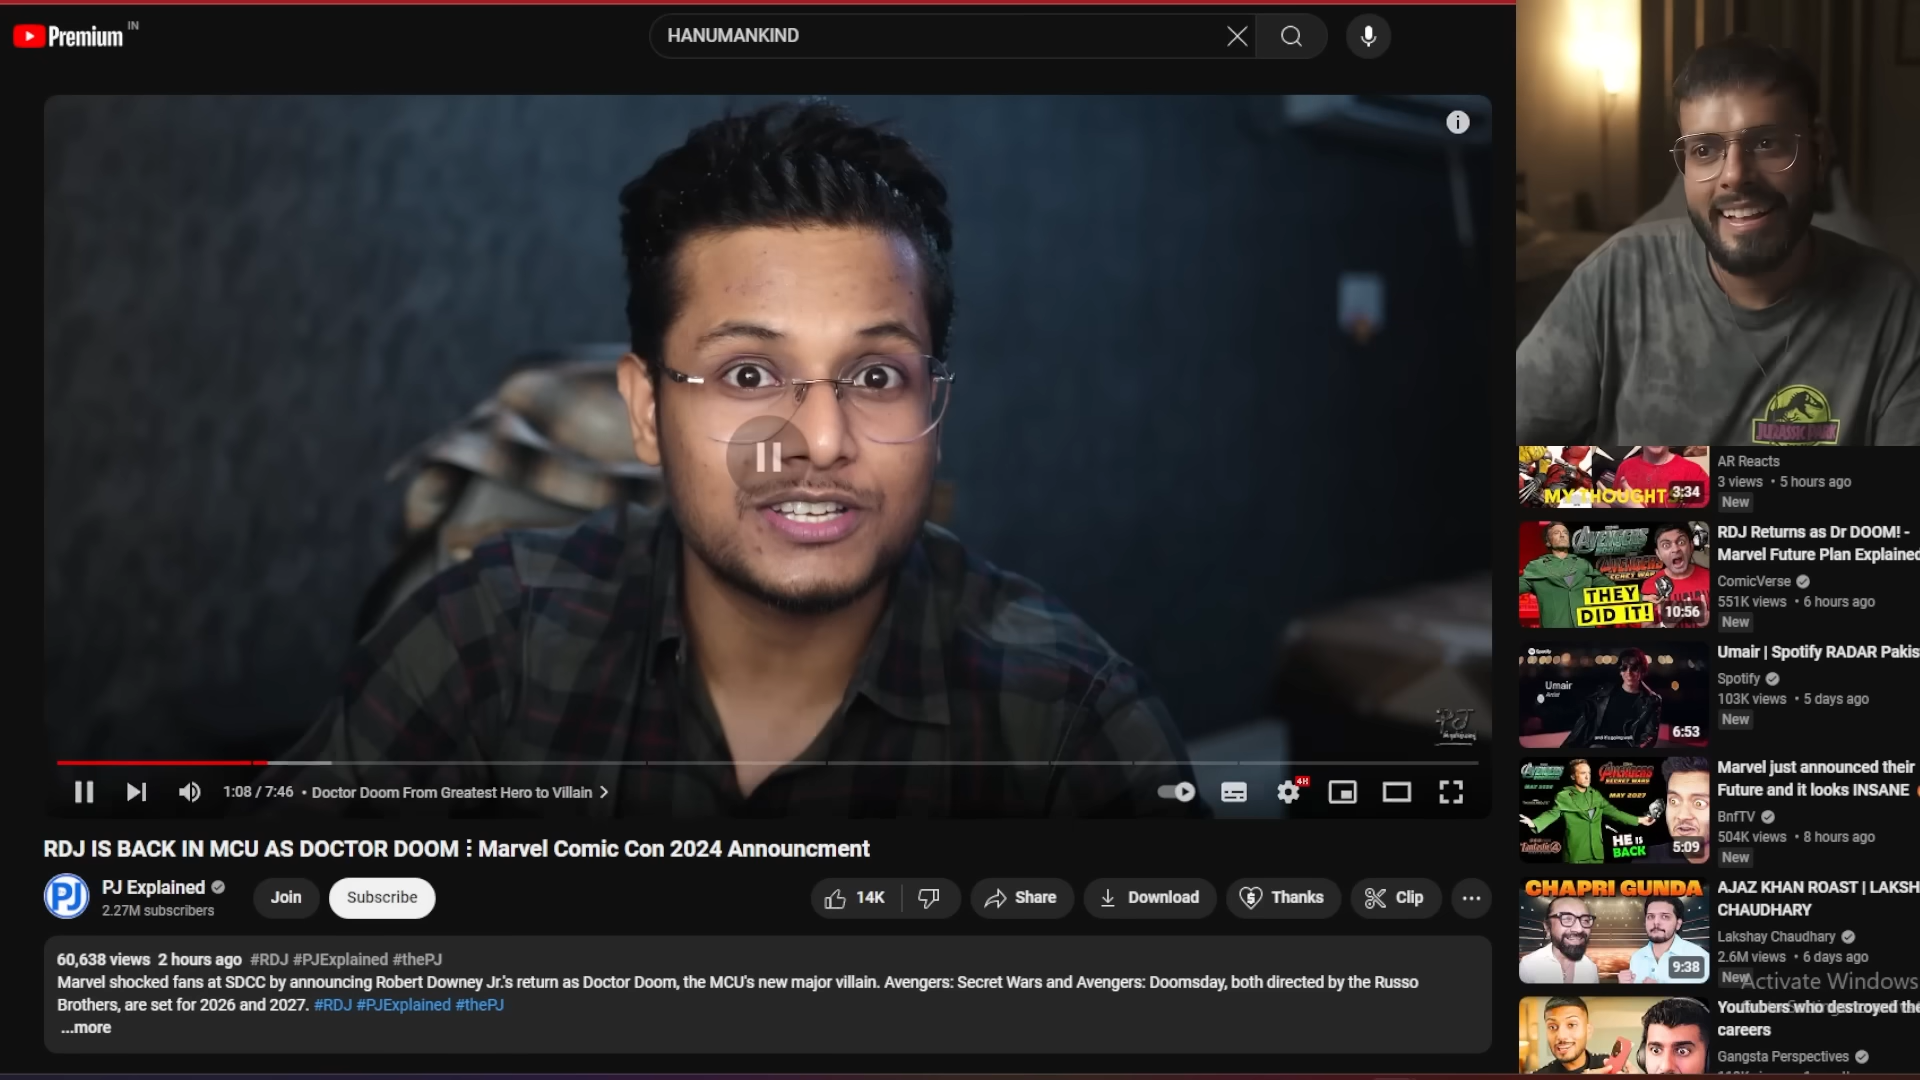 Premium IN
HANUMANKIND
i
1:08 / 7:46 • Doctor Doom From Greatest Hero to Villain
RDJ IS BACK IN MCU AS DOCTOR DOOM ⋮ Marvel Comic Con 2024 Announcment
PJ
PJ Explained
2.27M subscribers
Join
Subscribe
14K
Share
Download
Thanks
Clip
60,638 views 2 hours ago #RDJ #PJExplained #thePJ
Marvel shocked fans at SDCC by announcing Robert Downey Jr.'s return as Doctor Doom, the MCU's new major villain. Avengers: Secret Wars and Avengers: Doomsday, both directed by the Russo
Brothers, are set for 2026 and 2027. #RDJ #PJExplained #thePJ
...more
JURASSIC PARK
MY THOUGHT
3:34
AR Reacts
3 views • 5 hours ago
New
AVENGERS
AVENGERS
SECRET WARS
THEY
DID IT!
10:56
RDJ Returns as Dr DOOM! -
Marvel Future Plan Explained
ComicVerse
551K views • 6 hours ago
New
Spotify
Umair
6:53
Umair | Spotify RADAR Pakis
Spotify
103K views • 5 days ago
New
AVENGERS
MAY 2027
HE IS
BACK
5:09
Marvel just announced their
Future and it looks INSANE
BnfTV
504K views • 8 hours ago
New
CHAPRI GUNDA
9:38
AJAZ KHAN ROAST | LAKSH
CHAUDHARY
Lakshay Chaudhary
2.6M views • 6 days ago
New
Activate Windows
Youtubers who destroyed the
careers
Gangsta Perspectives